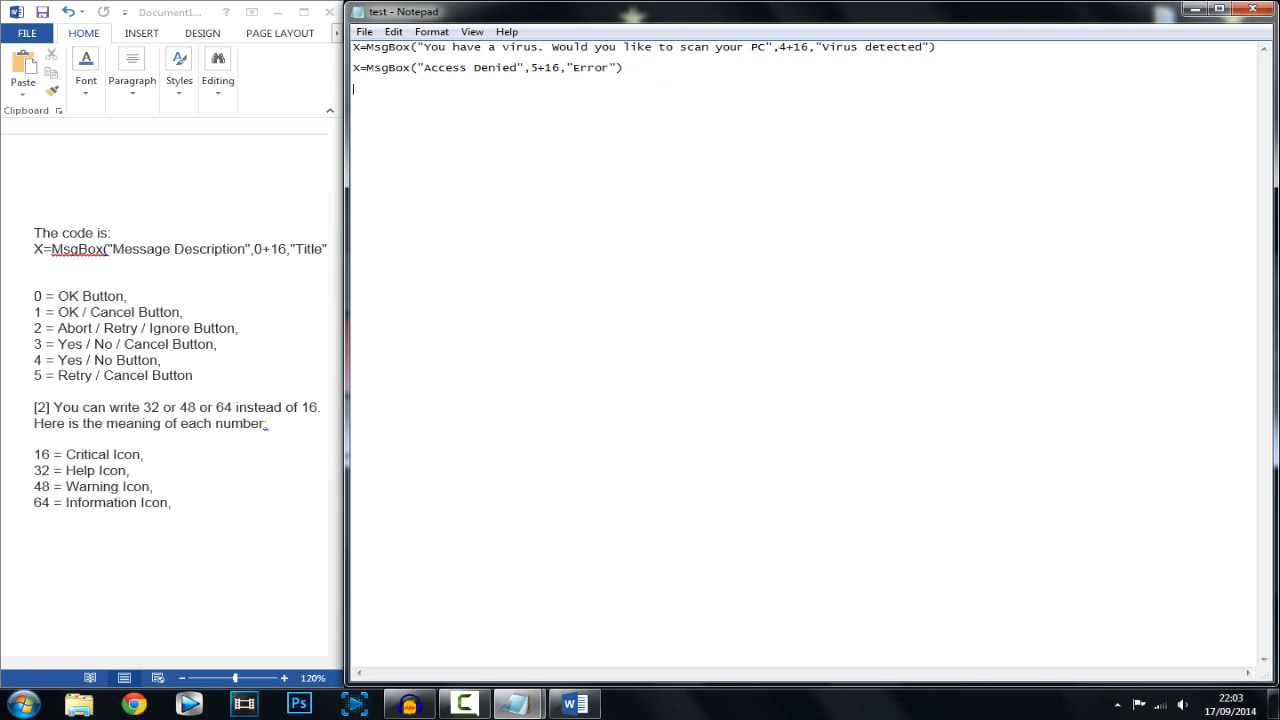 Document1...
FILE
HOME
INSERT
DESIGN
PAGE LAYOUT
Paste
Font
Paragraph
Styles
Editing
Clipboard
The code is:
X=MsgBox("Message Description",0+16,"Title"
0 = OK Button,
1 = OK / Cancel Button,
2 = Abort / Retry / Ignore Button,
3 = Yes / No / Cancel Button,
4 = Yes / No Button,
5 = Retry / Cancel Button
[2] You can write 32 or 48 or 64 instead of 16.
Here is the meaning of each number:
16 = Critical Icon,
32 = Help Icon,
48 = Warning Icon,
64 = Information Icon,
120%
test - Notepad
File Edit Format View Help
X=MsgBox("You have a virus. Would you like to scan your PC",4+16,"Virus detected")
X=MsgBox("Access Denied",5+16,"Error")
Ps
22:03
17/09/2014